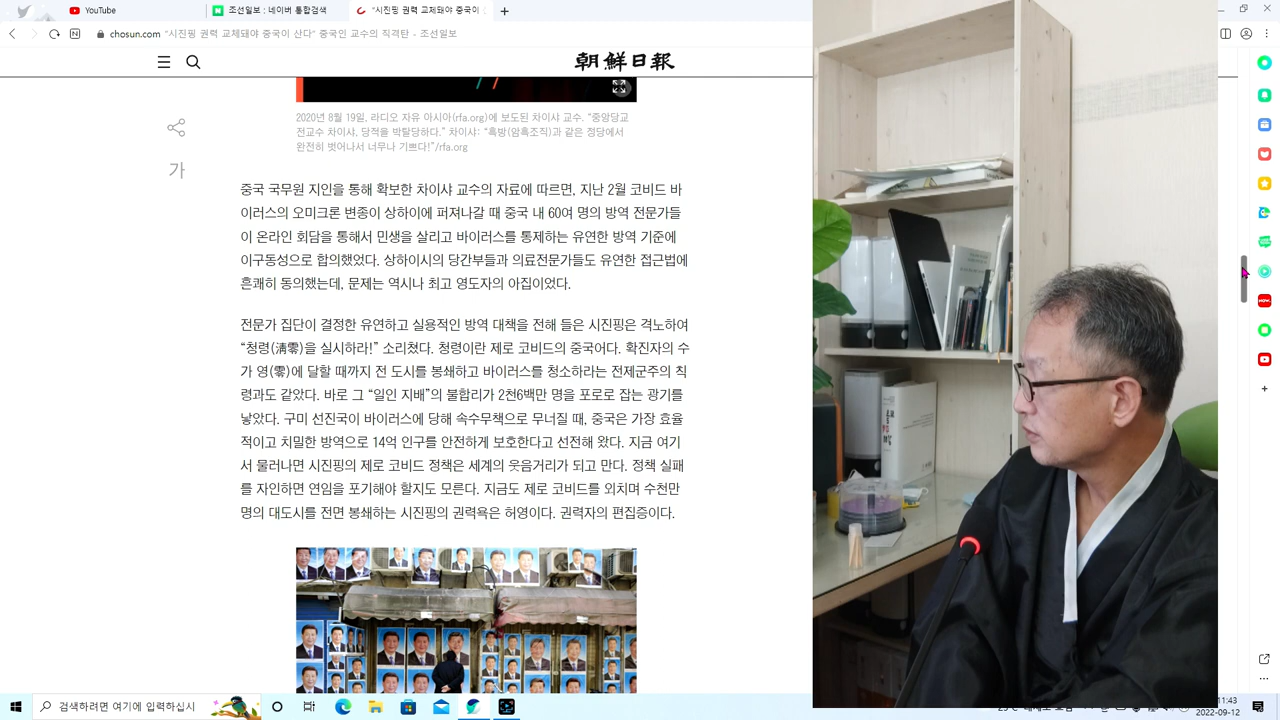 YouTube
조선일보 : 네이버 통합검색
"시진핑 권력 교체돼야 중국이
chosun.com "시진핑 권력 교체돼야 중국이 산다" 중국인 교수의 직격탄 - 조선일보
朝鮮日報
가
2020년 8월 19일, 라디오 자유 아시아(rfa.org)에 보도된 차이샤 교수. "중앙당교
전교수 차이샤, 당적을 박탈당하다." 차이샤: "흑방(암흑조직)과 같은 정당에서
완전히 벗어나서 너무나 기쁘다!"/rfa.org
중국 국무원 지인을 통해 확보한 차이샤 교수의 자료에 따르면, 지난 2월 코비드 바
이러스의 오미크론 변종이 상하이에 퍼져나갈 때 중국 내 60여 명의 방역 전문가들
이 온라인 회담을 통해서 민생을 살리고 바이러스를 통제하는 유연한 방역 기준에
이구동성으로 합의했었다. 상하이시의 당간부들과 의료전문가들도 유연한 접근법에
흔쾌히 동의했는데, 문제는 역시나 최고 영도자의 아집이었다.
전문가 집단이 결정한 유연하고 실용적인 방역 대책을 전해 들은 시진핑은 격노하여
"청령(淸零)을 실시하라!" 소리쳤다. 청령이란 제로 코비드의 중국어다. 확진자의 수
가 영(零)에 달할 때까지 전 도시를 봉쇄하고 바이러스를 청소하라는 전제군주의 칙
령과도 같았다. 바로 그 "일인 지배"의 불합리가 2천6백만 명을 포로로 잡는 광기를
낳았다. 구미 선진국이 바이러스에 당해 속수무책으로 무너질 때, 중국은 가장 효율
적이고 치밀한 방역으로 14억 인구를 안전하게 보호한다고 선전해 왔다. 지금 여기
서 물러나면 시진핑의 제로 코비드 정책은 세계의 웃음거리가 되고 만다. 정책 실패
를 자인하면 연임을 포기해야 할지도 모른다. 지금도 제로 코비드를 외치며 수천만
명의 대도시를 전면 봉쇄하는 시진핑의 권력욕은 허영이다. 권력자의 편집증이다.
검색하려면 여기에 입력하십시
11:43
2022-09-12